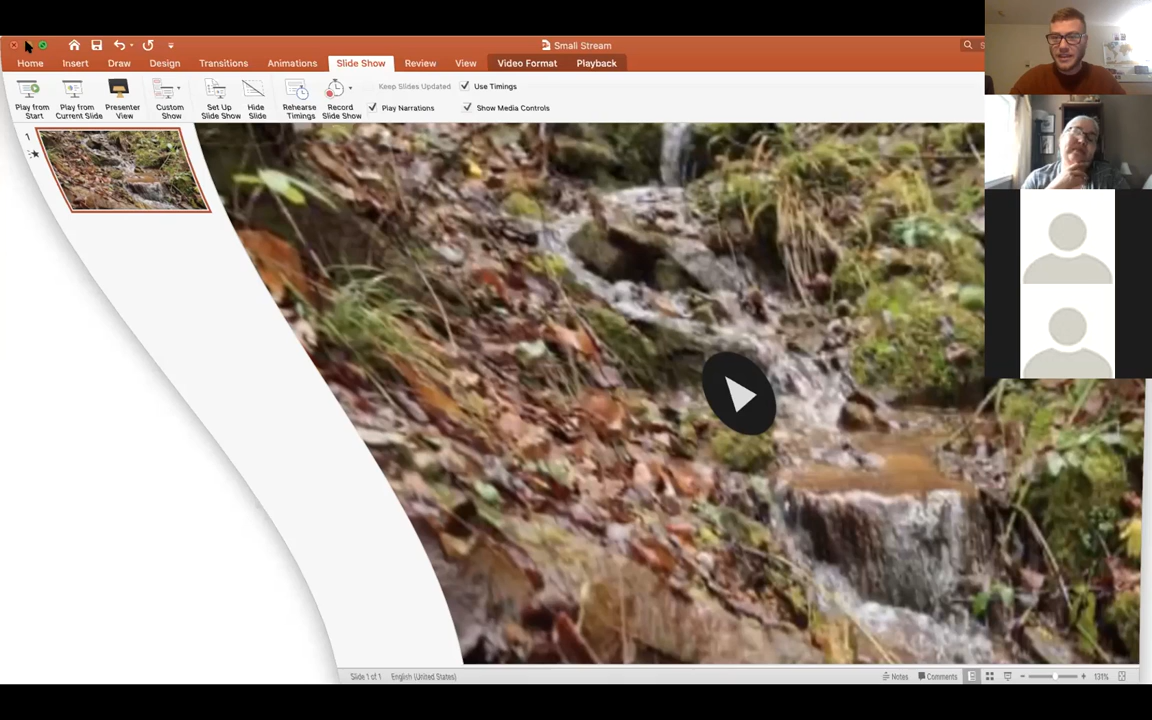 Small Stream
S
Home Insert Draw Design Transitions Animations Slide Show Review View Video Format Playback
Play from Start
Play from Current Slide
Presenter View
Custom Show
Set Up Slide Show
Hide Slide
Rehearse Timings
Record Slide Show
Keep Slides Updated
Use Timings
Play Narrations
Show Media Controls
1
Slide 1 of 1 English (United States) Notes Comments 131%